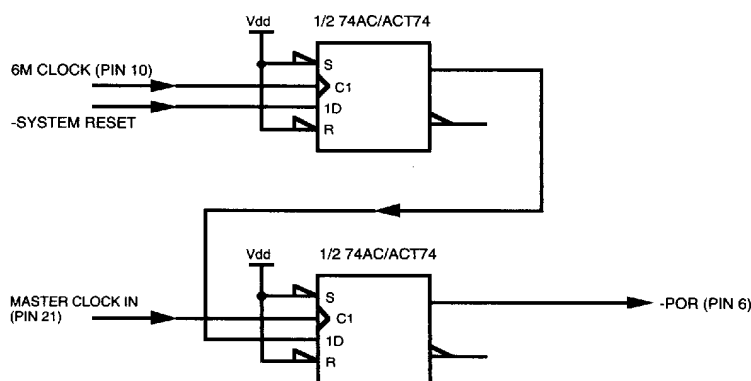 1/2 74AC/ACT74
Vdd
S
6M CLOCK (PIN 10)
C1
1D
-SYSTEM RESET
R
1/2 74AC/ACT74
Vdd
S
MASTER CLOCK IN
(PIN 21)
C1
-POR (PIN 6)
1D
R